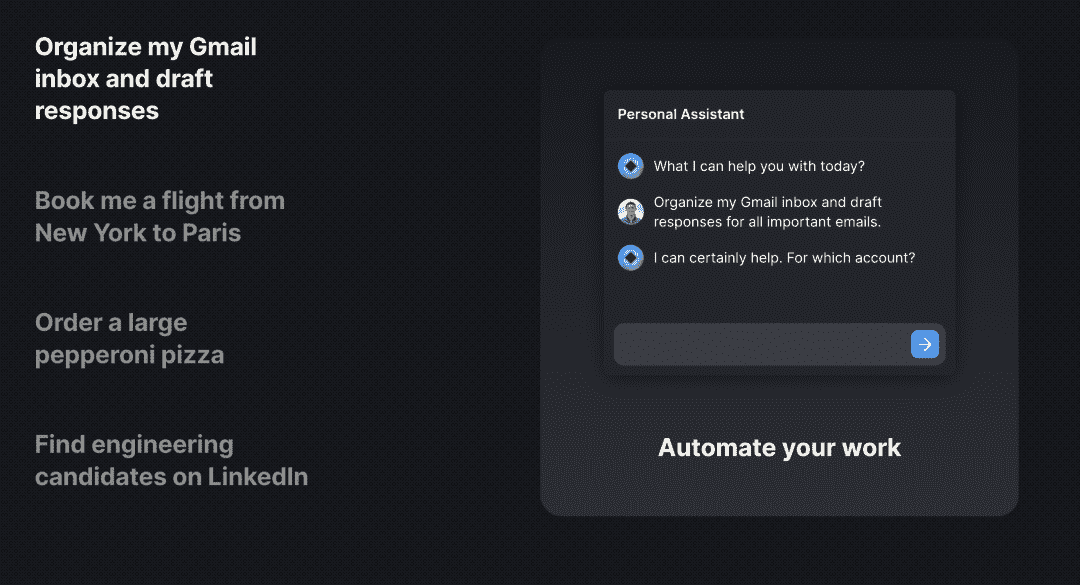 Organize my Gmail
inbox and draft
responses
Book me a flight from
New York to Paris
Order a large
pepperoni pizza
Find engineering
candidates on LinkedIn
Personal Assistant
What I can help you with today?
Organize my Gmail inbox and draft
responses for all important emails.
I can certainly help. For which account?
Automate your work